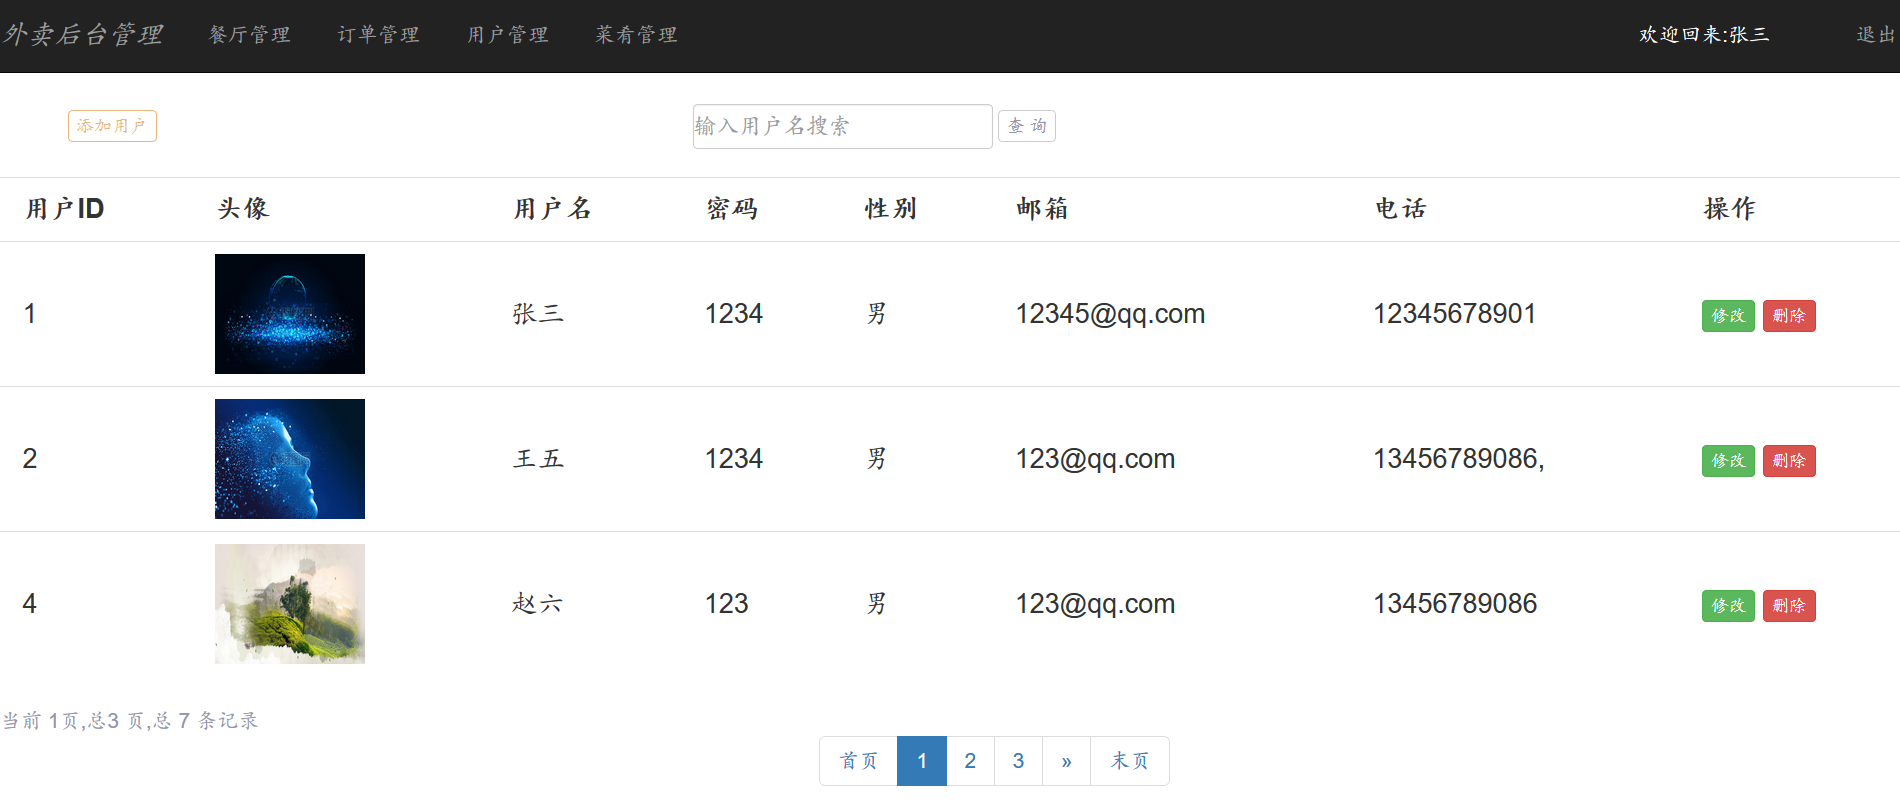 外卖后台管理 餐厅管理 订单管理 用户管理 菜肴管理 欢迎回来:张三 退出
添加用户 输入用户名搜索 查 询
用户ID 头像 用户名 密码 性别 邮箱 电话 操作
1 张三 1234 男 12345@qq.com 12345678901 修改 删除
2 王五 1234 男 123@qq.com 13456789086, 修改 删除
4 赵六 123 男 123@qq.com 13456789086 修改 删除
当前 1页,总3 页,总 7 条记录
首页 1 2 3 » 末页